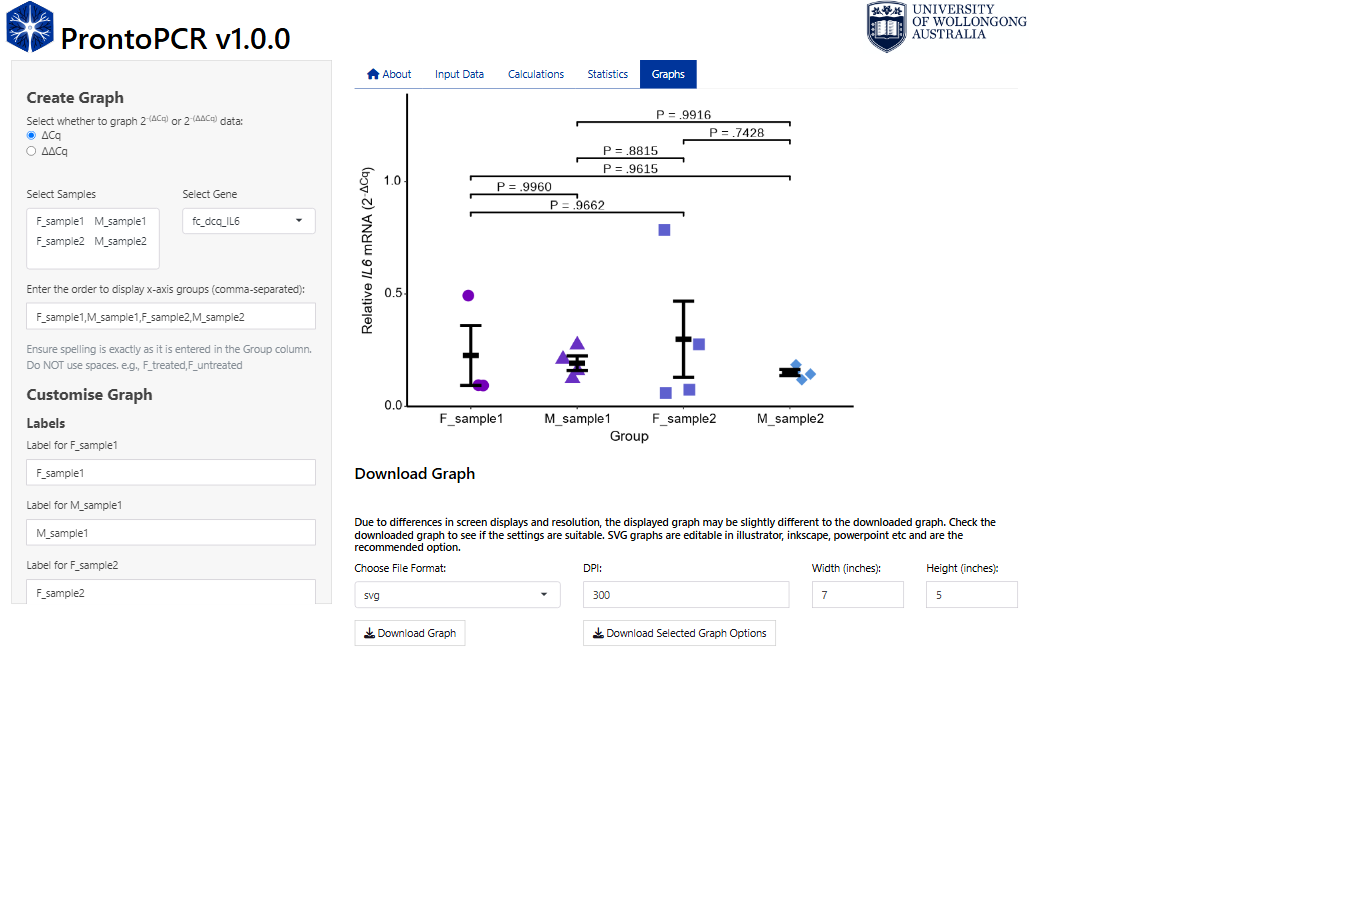 ProntoPCR v1.0.0
UNIVERSITY
OF WOLLONGONG
AUSTRALIA
Create Graph
Select whether to graph 2-(ΔCq) or 2-(ΔΔCq) data:
ΔCq
ΔΔCq
Select Samples
F_sample1 M_sample1
F_sample2 M_sample2
Select Gene
fc_dcq_IL6
Enter the order to display x-axis groups (comma-separated):
F_sample1,M_sample1,F_sample2,M_sample2
Ensure spelling is exactly as it is entered in the Group column.
Do NOT use spaces. e.g., F_treated,F_untreated
Customise Graph
Labels
Label for F_sample1
F_sample1
Label for M_sample1
M_sample1
Label for F_sample2
F_sample2
About Input Data Calculations Statistics Graphs
P = .9916
P = .7428
P = .8815
P = .9615
P = .9960
P = .9662
Relative IL6 mRNA (2-ΔCq)
1.0
0.5
0.0
F_sample1 M_sample1 F_sample2 M_sample2
Group
Download Graph
Due to differences in screen displays and resolution, the displayed graph may be slightly different to the downloaded graph. Check the
downloaded graph to see if the settings are suitable. SVG graphs are editable in illustrator, inkscape, powerpoint etc and are the
recommended option.
Choose File Format: DPI: Width (inches): Height (inches):
svg 300 7 5
Download Graph Download Selected Graph Options